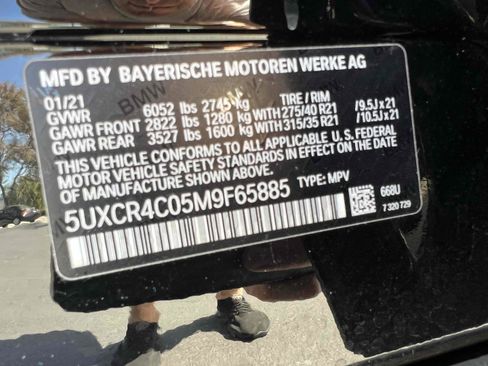 MFD BY BAYERISCHE MOTOREN WERKE AG
01/21
GVWR 6052 lbs 2745 kg TIRE / RIM
GAWR FRONT 2822 lbs 1280 kg WITH 275/40 R21 / 9.5J x 21
GAWR REAR 3527 lbs 1600 kg WITH 315/35 R21 / 10.5J x 21
THIS VEHICLE CONFORMS TO ALL APPLICABLE U.S. FEDERAL
MOTOR VEHICLE SAFETY STANDARDS IN EFFECT ON THE DATE
OF MANUFACTURE SHOWN ABOVE.
5UXCR4C05M9F65885 TYPE: MPV
668U
7 320 729
BMW